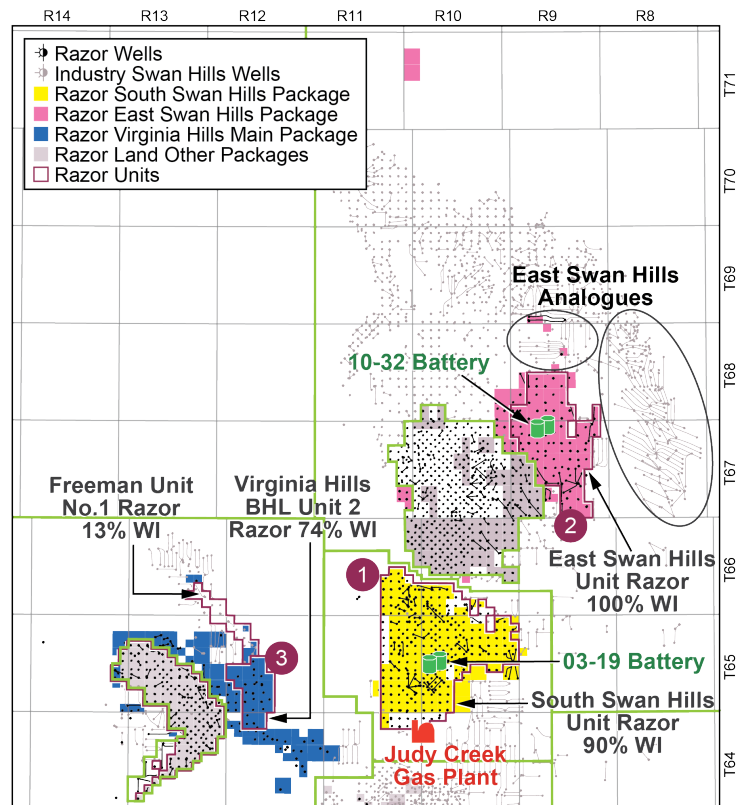 R14 R13 R12 R11 R10 R9 R8
Razor Wells
Industry Swan Hills Wells
Razor South Swan Hills Package
Razor East Swan Hills Package
Razor Virginia Hills Main Package
Razor Land Other Packages
Razor Units
T71
T70
T69
T68
T67
T66
T65
T64
East Swan Hills
Analogues
10-32 Battery
Freeman Unit
No.1 Razor
13% WI
Virginia Hills
BHL Unit 2
Razor 74% WI
2
East Swan Hills
Unit Razor
100% WI
1
3
03-19 Battery
South Swan Hills
Unit Razor
90% WI
Judy Creek
Gas Plant